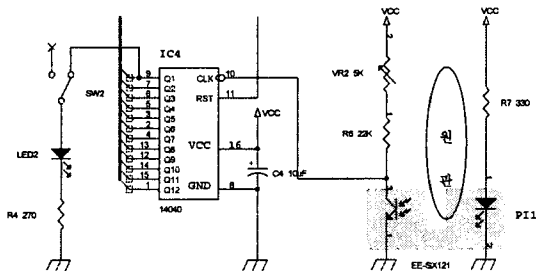 VCC VCC
IC4
9 Q1 CLK 10
7 Q2
6 Q3 RST 11
5 Q4
3 Q5
2 Q6
4 Q7
13 Q8 VCC 16
12 Q9
14 Q10
15 Q11
1 Q12 GND 8
14040
SW2
LED2
R4 270
VCC
C4 10uF
VR2 5K
R6 22K
R7 330
PI1
EE-SX121